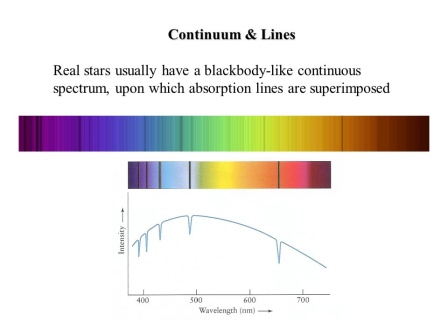 Continuum & Lines
Real stars usually have a blackbody-like continuous
spectrum, upon which absorption lines are superimposed
Intensity →
400 500 600 700
Wavelength (nm) →